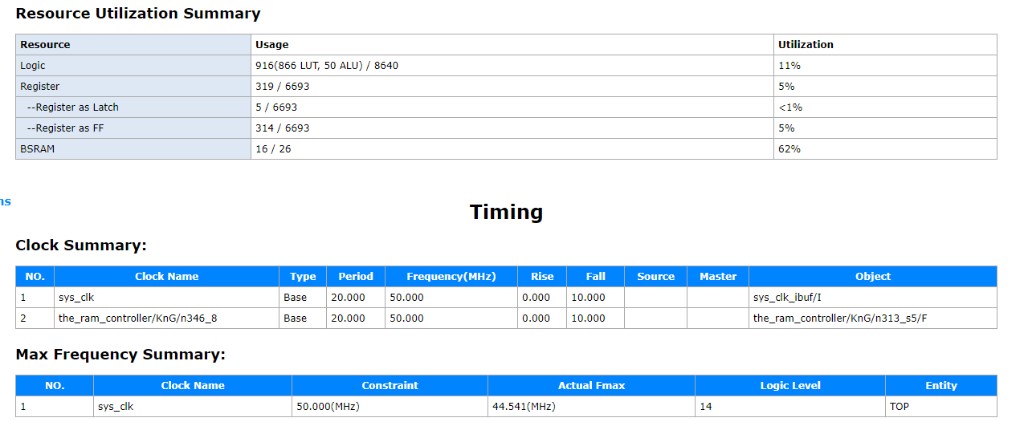 Resource Utilization Summary
Resource Usage Utilization
Logic 916(866 LUT, 50 ALU) / 8640 11%
Register 319 / 6693 5%
--Register as Latch 5 / 6693 <1%
--Register as FF 314 / 6693 5%
BSRAM 16 / 26 62%
ns
Timing
Clock Summary:
NO. Clock Name Type Period Frequency(MHz) Rise Fall Source Master Object
1 sys_clk Base 20.000 50.000 0.000 10.000 sys_clk_ibuf/I
2 the_ram_controller/KnG/n346_8 Base 20.000 50.000 0.000 10.000 the_ram_controller/KnG/n313_s5/F
Max Frequency Summary:
NO. Clock Name Constraint Actual Fmax Logic Level Entity
1 sys_clk 50.000(MHz) 44.541(MHz) 14 TOP